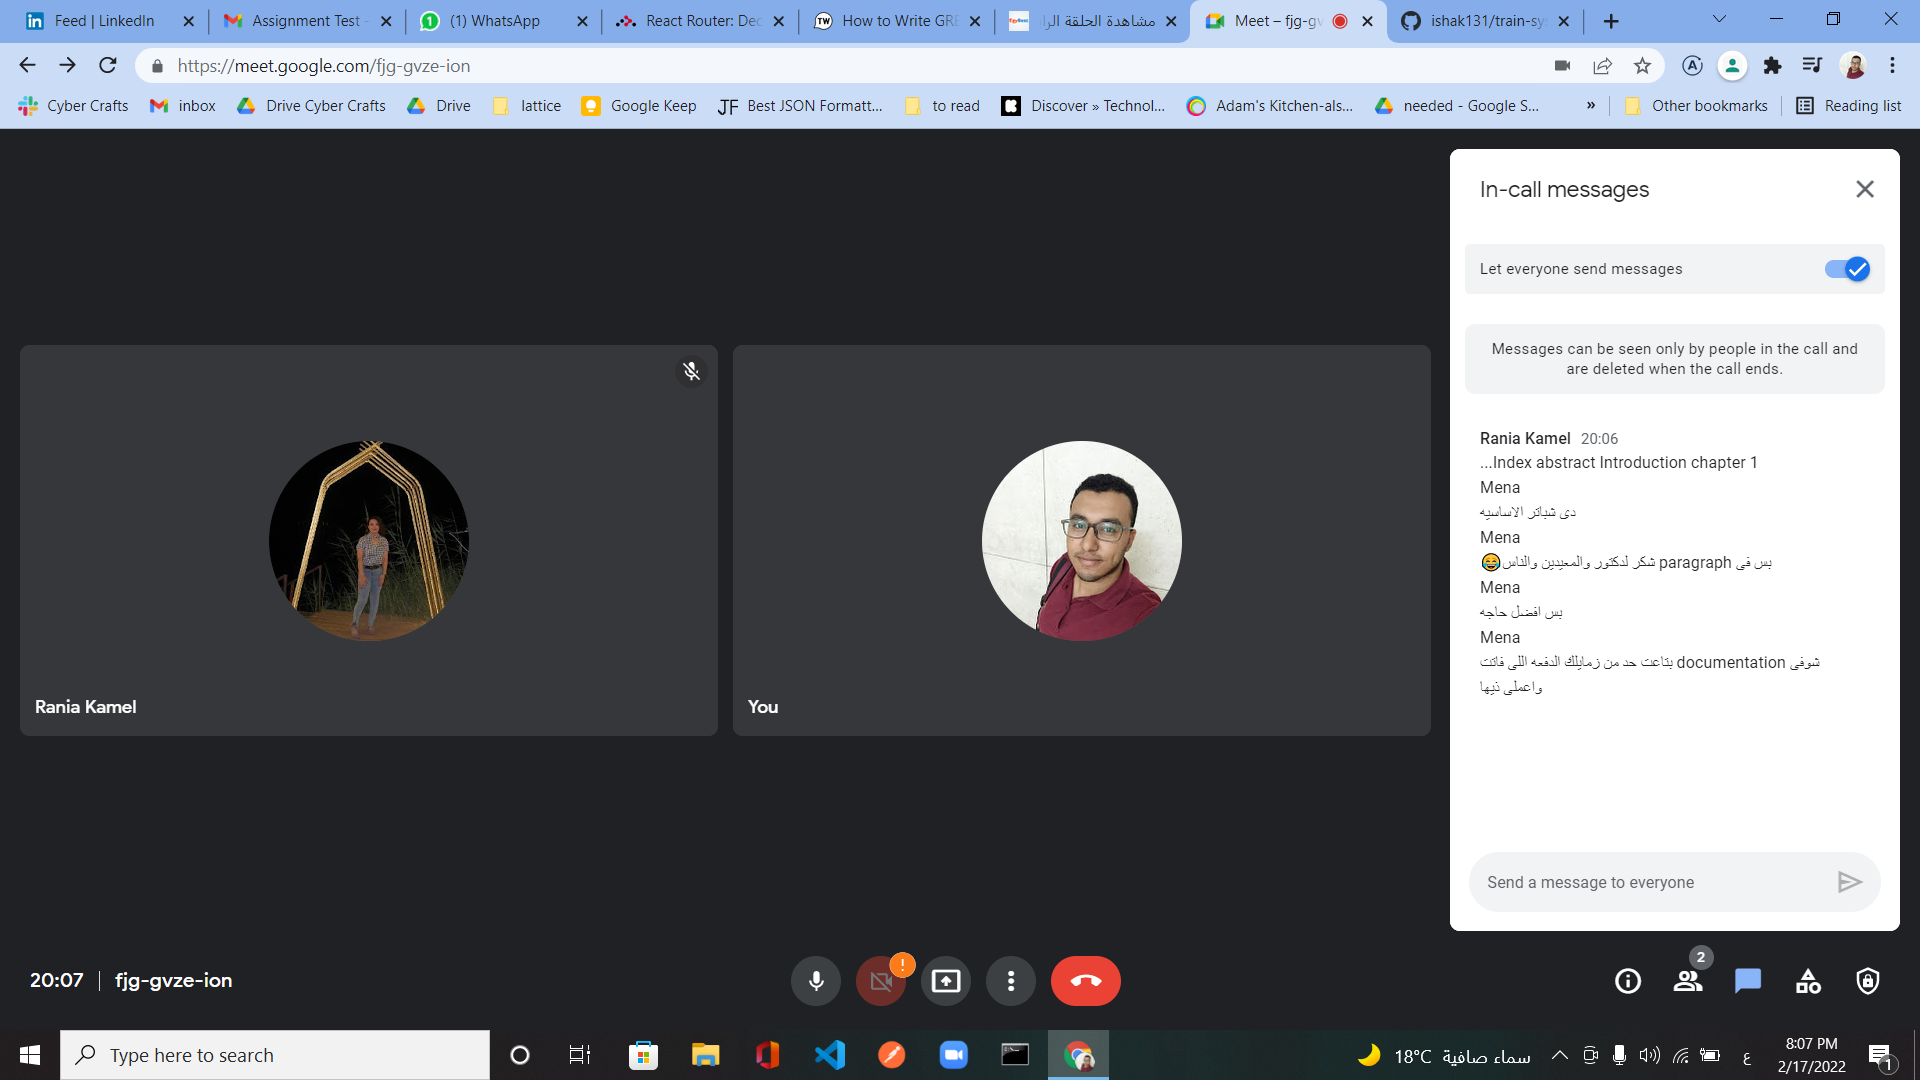 Feed | LinkedIn
Assignment Test -
(1) WhatsApp
React Router: Dec
How to Write GRE
مشاهدة الحلقة الرا
Meet – fjg-gv
ishak131/train-sy
https://meet.google.com/fjg-gvze-ion
Cyber Crafts
inbox
Drive Cyber Crafts
Drive
lattice
Google Keep
JF Best JSON Formatt...
to read
Discover » Technol...
Adam's Kitchen-als...
needed - Google S...
»
Other bookmarks
Reading list
Rania Kamel
You
In-call messages
Let everyone send messages
Messages can be seen only by people in the call and
are deleted when the call ends.
Rania Kamel 20:06
...Index abstract Introduction chapter 1
Mena
دى شباتر الاساسيه
Mena
بس فى paragraph شكر لدكتور والمعيدين والناس😂
Mena
بس افضل حاجه
Mena
شوفى documentation بتاعت حد من زمايلك الدفعه اللى فاتت
واعملى ذيها
Send a message to everyone
20:07 | fjg-gvze-ion
2
Type here to search
18°C سماء صافية
ع
8:07 PM
2/17/2022
1